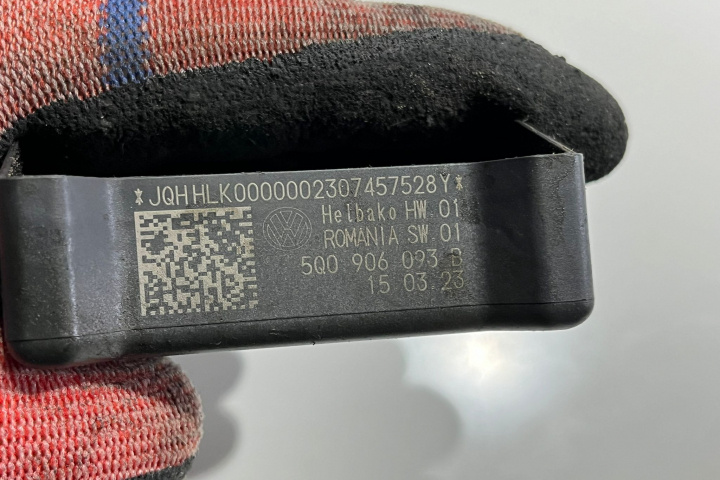 *JQHHLK0000002307457528Y*
Helbako HW.01
ROMANIA SW.01
5Q0 906 093 B
15.03.23